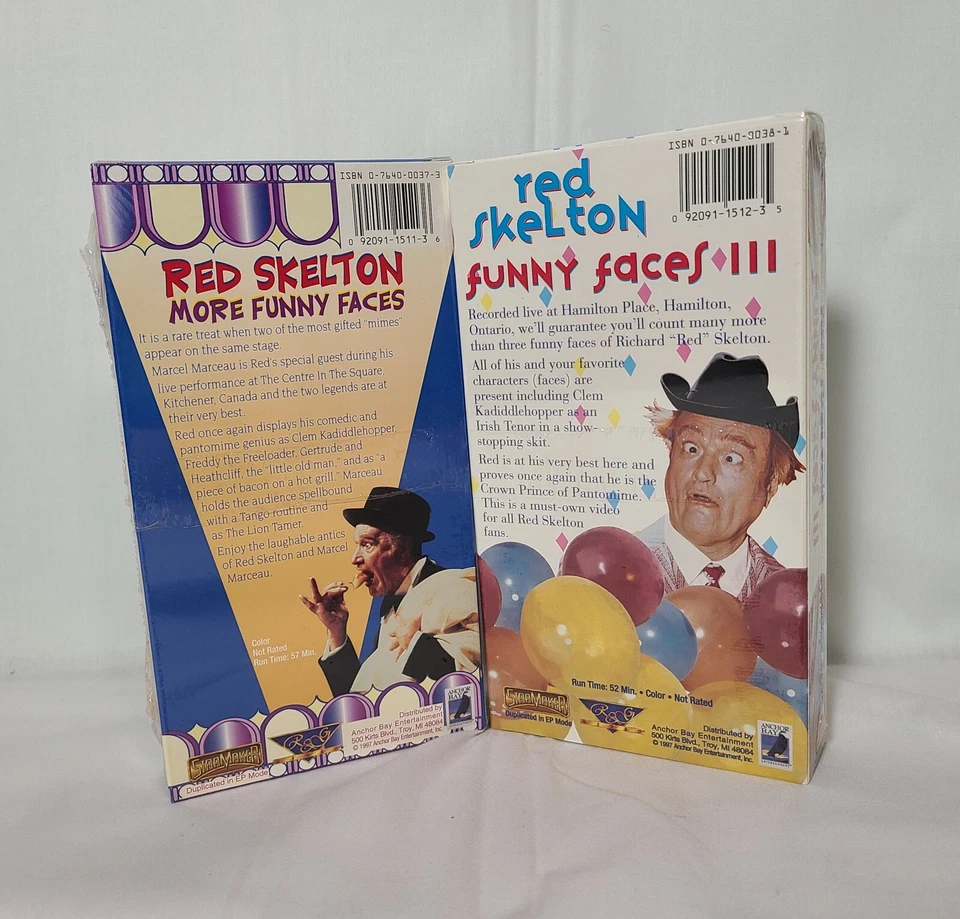 ISBN 0-7640-0037-3
0 92091-1511-3 6
RED SKELTON
MORE FUNNY FACES
It is a rare treat when two of the most gifted "mimes"
appear on the same stage.
Marcel Marceau is Red's special guest during his
live performance at The Centre In The Square,
Kitchener, Canada and the two legends are at
their very best.
Red once again displays his comedic and
pantomime genius as Clem Kadiddlehopper,
Freddy the Freeloader, Gertrude and
Heathcliff, the "little old man," and as "a
piece of bacon on a hot grill." Marceau
holds the audience spellbound
with a Tango routine and
as The Lion Tamer.
Enjoy the laughable antics
of Red Skelton and Marcel
Marceau.
Color
Not Rated
Run Time: 57 Min.
STARMAKER
Duplicated in EP Mode
R&G
Distributed by
Anchor Bay Entertainment
500 Kirts Blvd., Troy, MI 48084
© 1997 Anchor Bay Entertainment, Inc.
ANCHOR
BAY
ISBN 0-7640-0038-1
0 92091-1512-3 5
red
skelton
funny faces III
Recorded live at Hamilton Place, Hamilton,
Ontario, we'll guarantee you'll count many more
than three funny faces of Richard "Red" Skelton.
All of his and your favorite
characters (faces) are
present including Clem
Kadiddlehopper as an
Irish Tenor in a show-
stopping skit.
Red is at his very best here and
proves once again that he is the
Crown Prince of Pantomime.
This is a must-own video
for all Red Skelton
fans.
Run Time: 52 Min. • Color • Not Rated
STARMAKER
Duplicated in EP Mode
R&G
Distributed by
Anchor Bay Entertainment
500 Kirts Blvd., Troy, MI 48084
© 1997 Anchor Bay Entertainment, Inc.
ANCHOR
BAY
ENTERTAINMENT